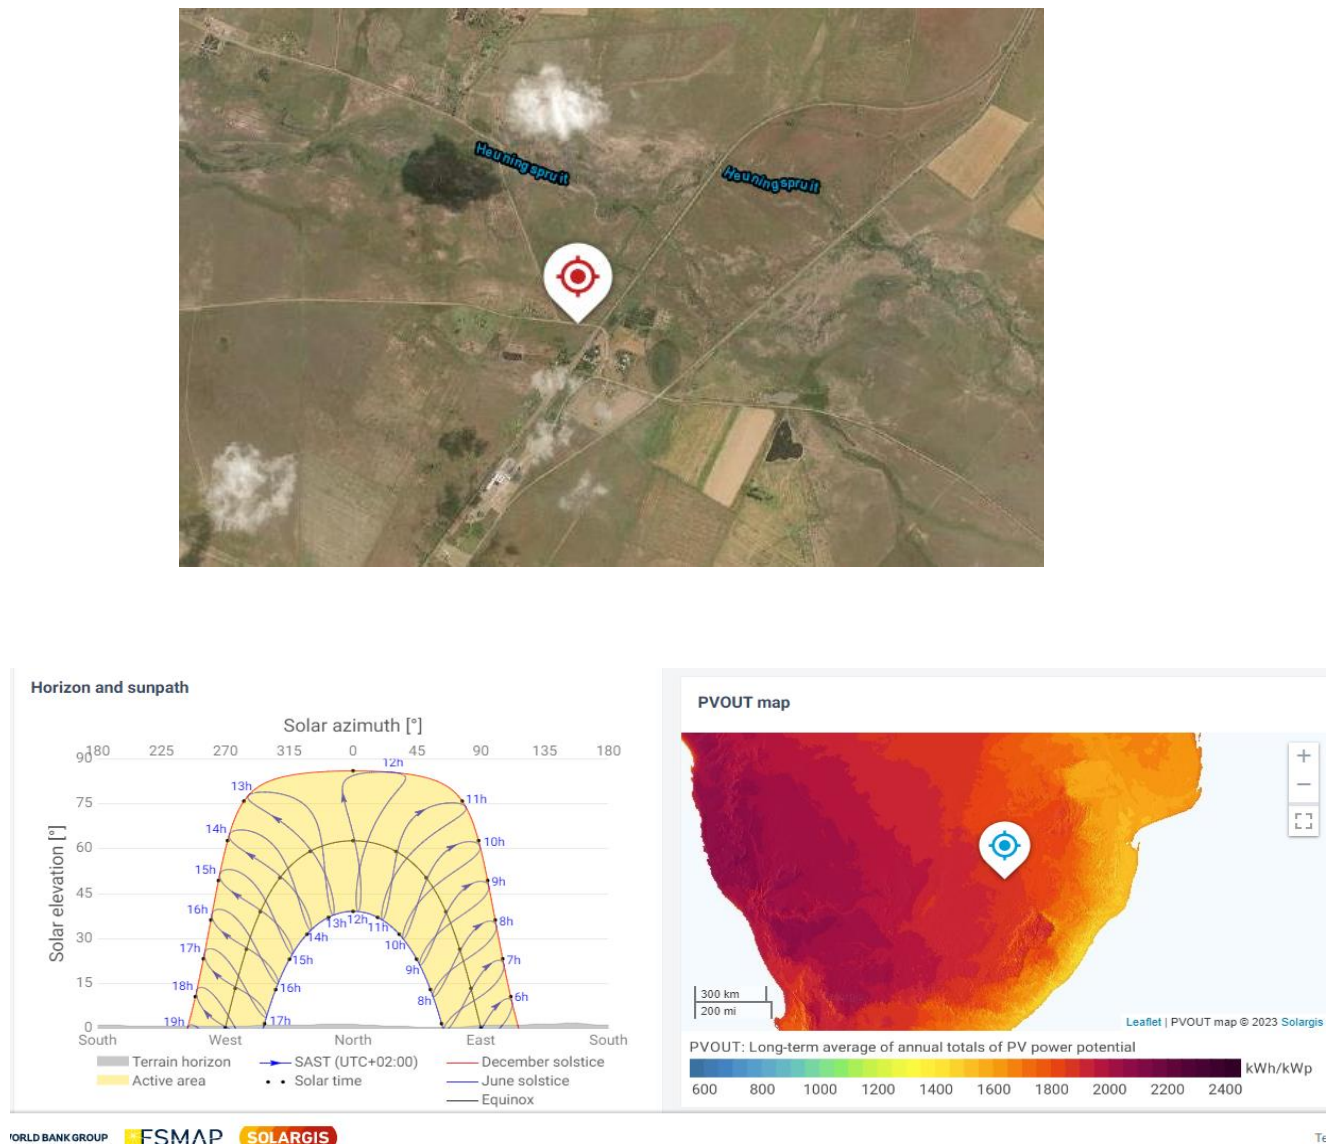 Heuningspruit
Heuningspruit
Horizon and sunpath
Solar azimuth [°]
180 225 270 315 0 45 90 135 180
Solar elevation [°]
90
75
60
45
30
15
0
12h
13h
11h
14h
10h
15h
9h
16h
8h
13h 12h 11h
14h
10h
17h
15h
9h
7h
18h
16h
8h
6h
19h
17h
South West North East South
Terrain horizon
SAST (UTC+02:00)
December solstice
Active area
Solar time
June solstice
Equinox
PVOUT map
+
−
300 km
200 mi
Leaflet | PVOUT map © 2023 Solargis
PVOUT: Long-term average of annual totals of PV power potential
kWh/kWp
600 800 1000 1200 1400 1600 1800 2000 2200 2400
WORLD BANK GROUP
ESMAP
SOLARGIS